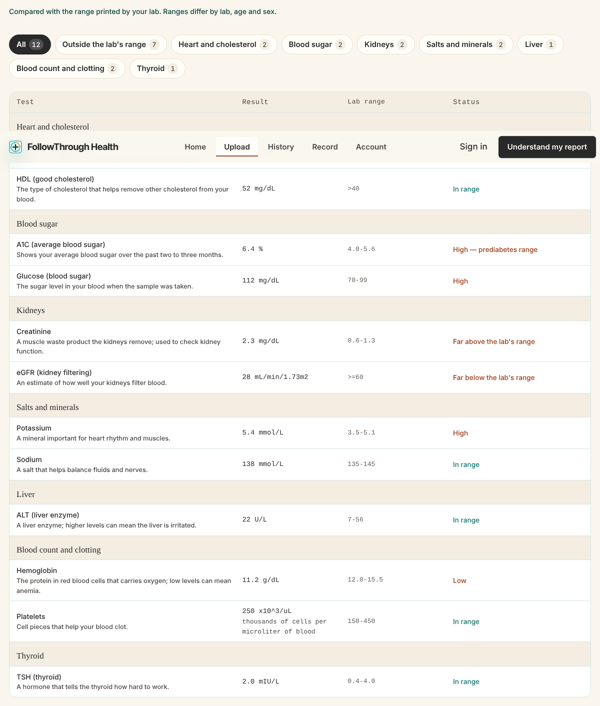 Compared with the range printed by your lab. Ranges differ by lab, age and sex.
All 12 Outside the lab's range 7 Heart and cholesterol 2 Blood sugar 2 Kidneys 2 Salts and minerals 2 Liver 1
Blood count and clotting 2 Thyroid 1
Test Result Lab range Status
Heart and cholesterol
FollowThrough Health Home Upload History Record Account Sign in Understand my report
HDL (good cholesterol)
The type of cholesterol that helps remove other cholesterol from your
blood.
52 mg/dL >40 In range
Blood sugar
A1C (average blood sugar)
Shows your average blood sugar over the past two to three months.
6.4 % 4.0-5.6 High — prediabetes range
Glucose (blood sugar)
The sugar level in your blood when the sample was taken.
112 mg/dL 70-99 High
Kidneys
Creatinine
A muscle waste product the kidneys remove; used to check kidney
function.
2.3 mg/dL 0.6-1.3 Far above the lab's range
eGFR (kidney filtering)
An estimate of how well your kidneys filter blood.
28 mL/min/1.73m2 >=60 Far below the lab's range
Salts and minerals
Potassium
A mineral important for heart rhythm and muscles.
5.4 mmol/L 3.5-5.1 High
Sodium
A salt that helps balance fluids and nerves.
138 mmol/L 135-145 In range
Liver
ALT (liver enzyme)
A liver enzyme; higher levels can mean the liver is irritated.
22 U/L 7-56 In range
Blood count and clotting
Hemoglobin
The protein in red blood cells that carries oxygen; low levels can mean
anemia.
11.2 g/dL 12.0-15.5 Low
Platelets
Cell pieces that help your blood clot.
250 x10^3/uL
thousands of cells per
microliter of blood
150-450 In range
Thyroid
TSH (thyroid)
A hormone that tells the thyroid how hard to work.
2.0 mIU/L 0.4-4.0 In range